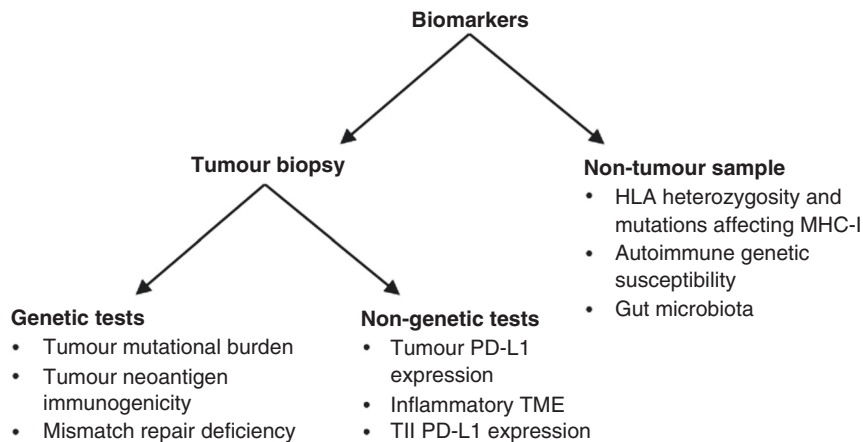 Biomarkers
Tumour biopsy
Non-tumour sample
• HLA heterozygosity and
mutations affecting MHC-I
• Autoimmune genetic
susceptibility
• Gut microbiota
Genetic tests
• Tumour mutational burden
• Tumour neoantigen
immunogenicity
• Mismatch repair deficiency
Non-genetic tests
• Tumour PD-L1
expression
• Inflammatory TME
• TII PD-L1 expression